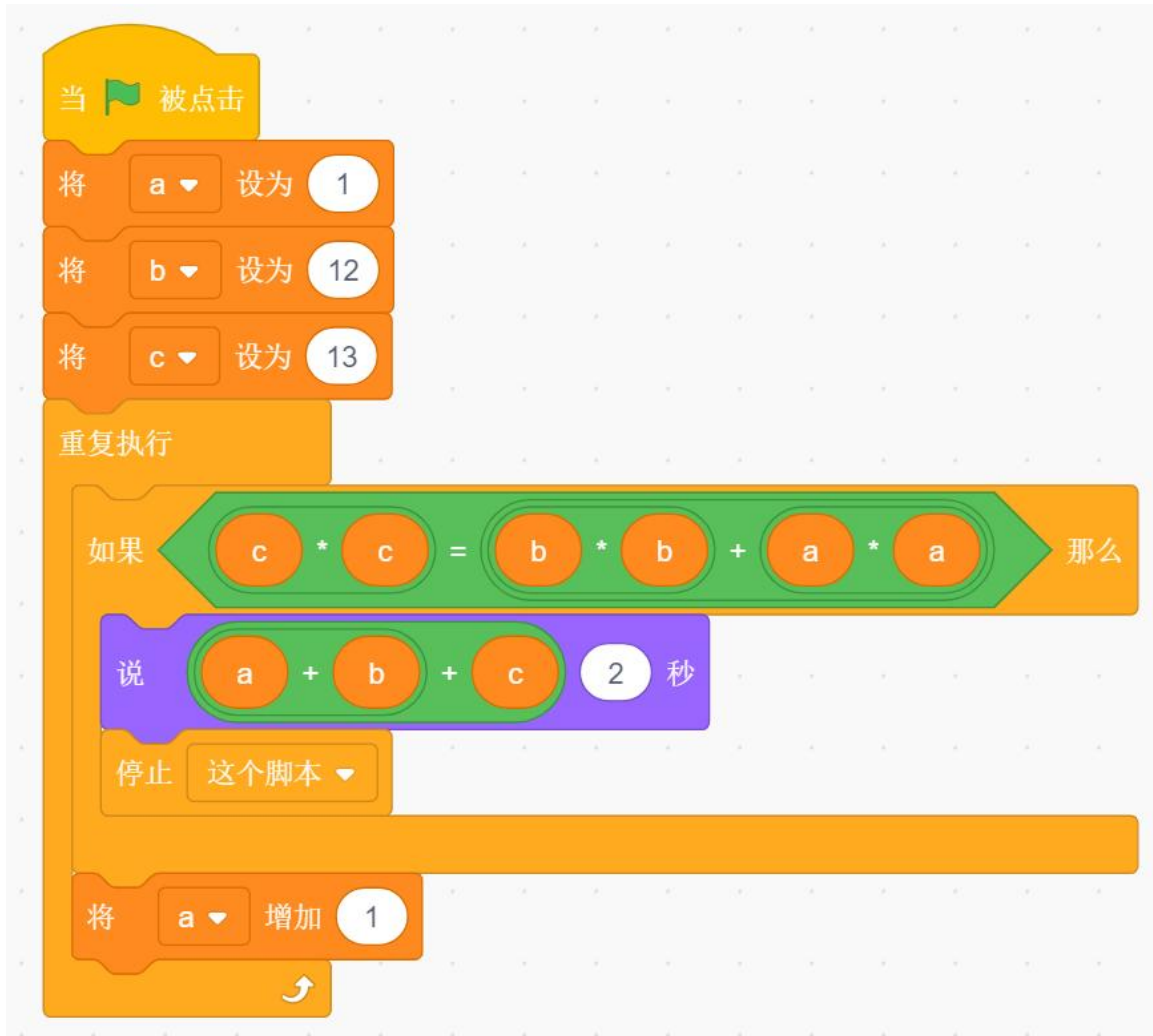 当 被点击
将 a 设为 1
将 b 设为 12
将 c 设为 13
重复执行
如果 c * c = b * b + a * a 那么
说 a + b + c 2 秒
停止 这个脚本
将 a 增加 1